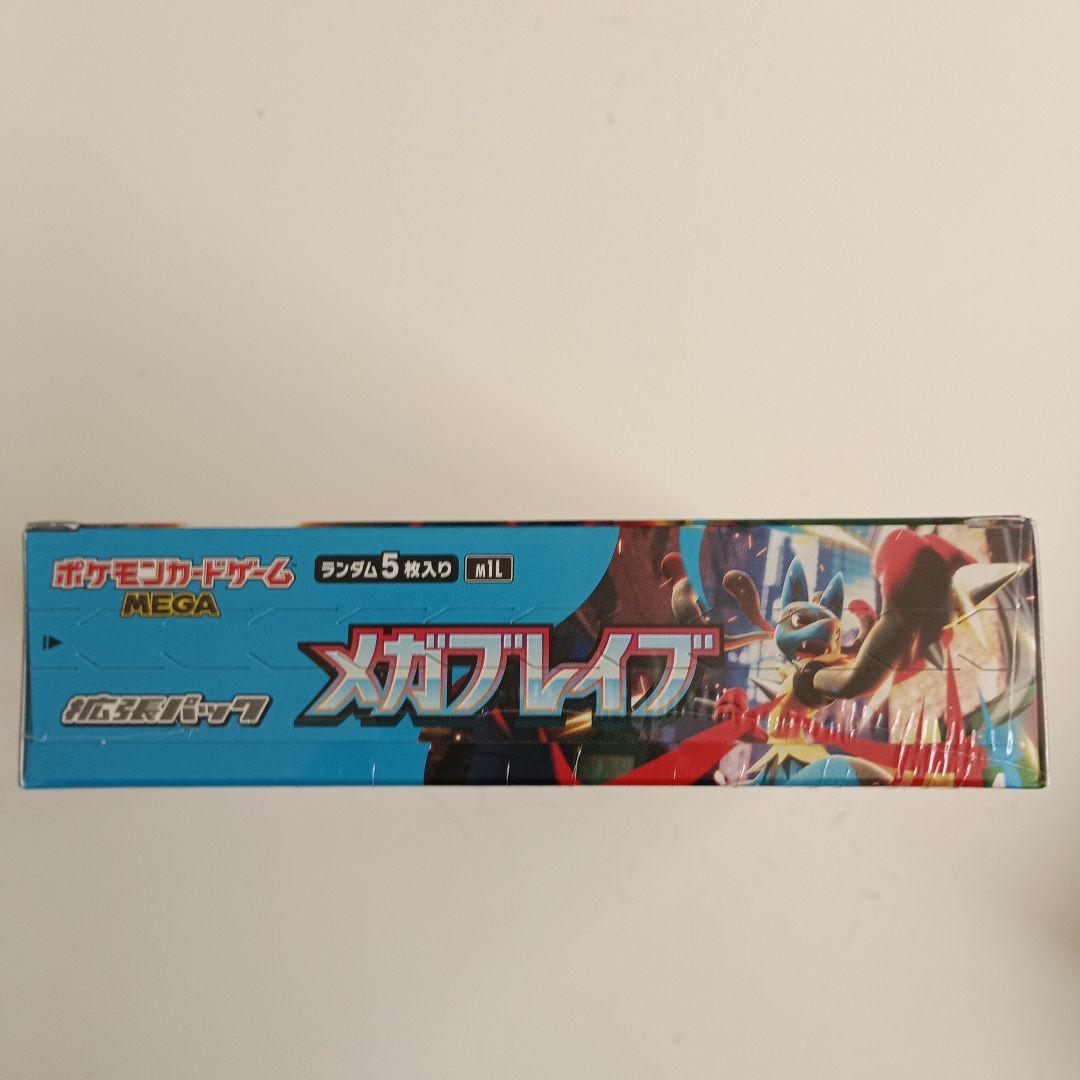 ポケモンカードゲーム
MEGA
ランダム5枚入り M1L
メガブレイブ
拡張パック